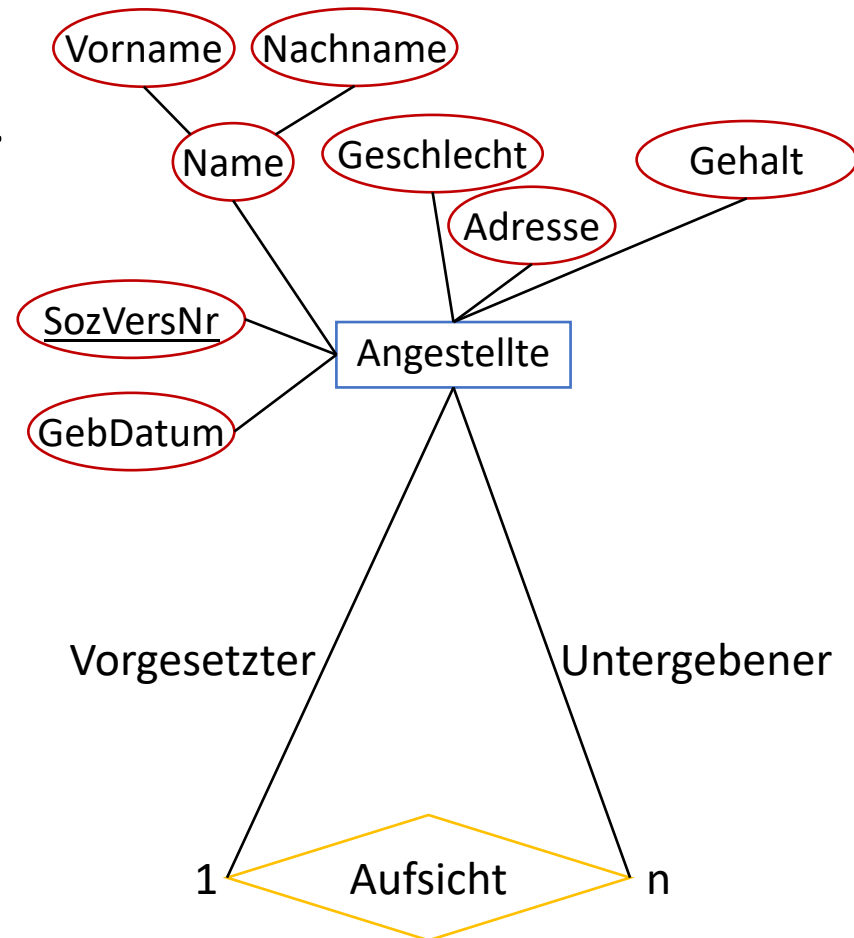 Vorname
Nachname
Name
Geschlecht
Gehalt
Adresse
SozVersNr
Angestellte
GebDatum
Vorgesetzter
Untergebener
1
Aufsicht
n